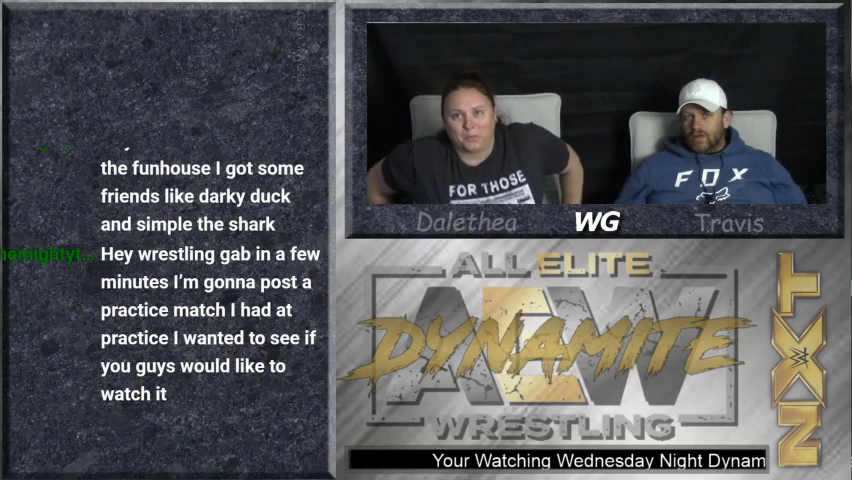 the funhouse I got some
friends like darky duck
and simple the shark
Hey wrestling gab in a few
minutes I’m gonna post a
practice match I had at
practice I wanted to see if
you guys would like to
watch it
FOR THOSE
FOX
Dalethea
WG
Travis
ALL ELITE
AEW
DYNAMITE
WRESTLING
NXT
W
Your Watching Wednesday Night Dynam